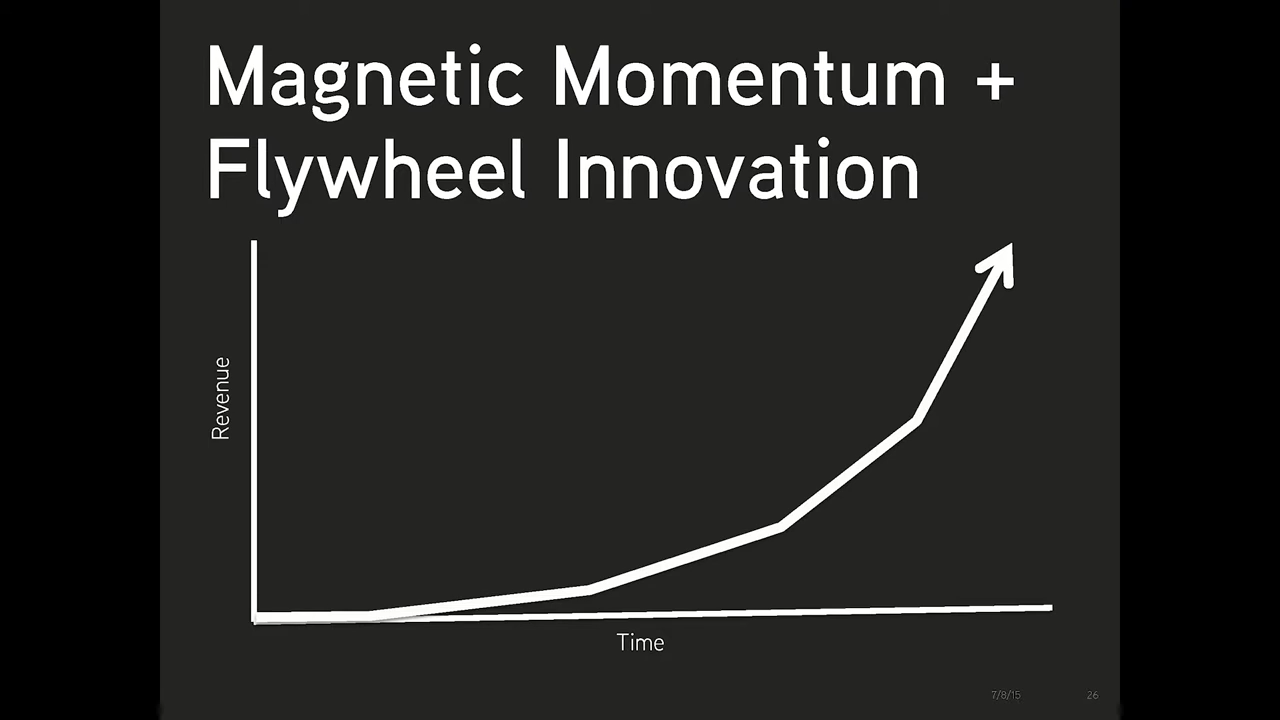 Magnetic Momentum +
Flywheel Innovation
Revenue
Time
7/8/15
26